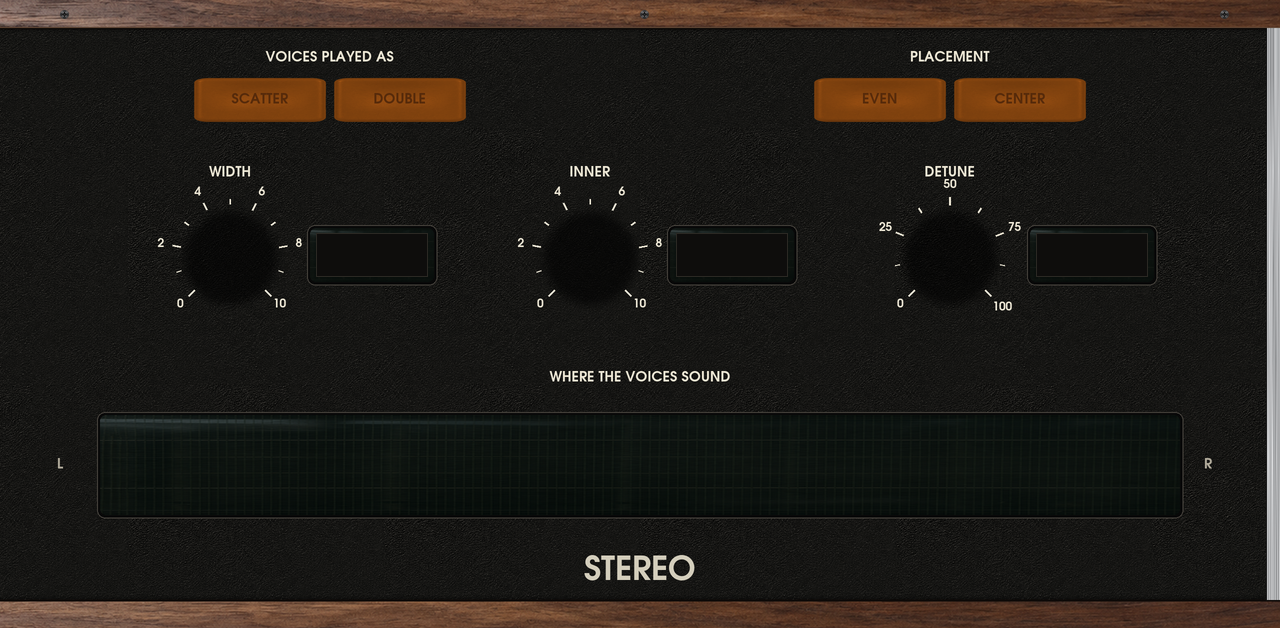 VOICES PLAYED AS
PLACEMENT
SCATTER DOUBLE
EVEN CENTER
WIDTH
0 2 4 6 8 10
INNER
0 2 4 6 8 10
DETUNE
0 25 50 75 100
WHERE THE VOICES SOUND
L
R
STEREO